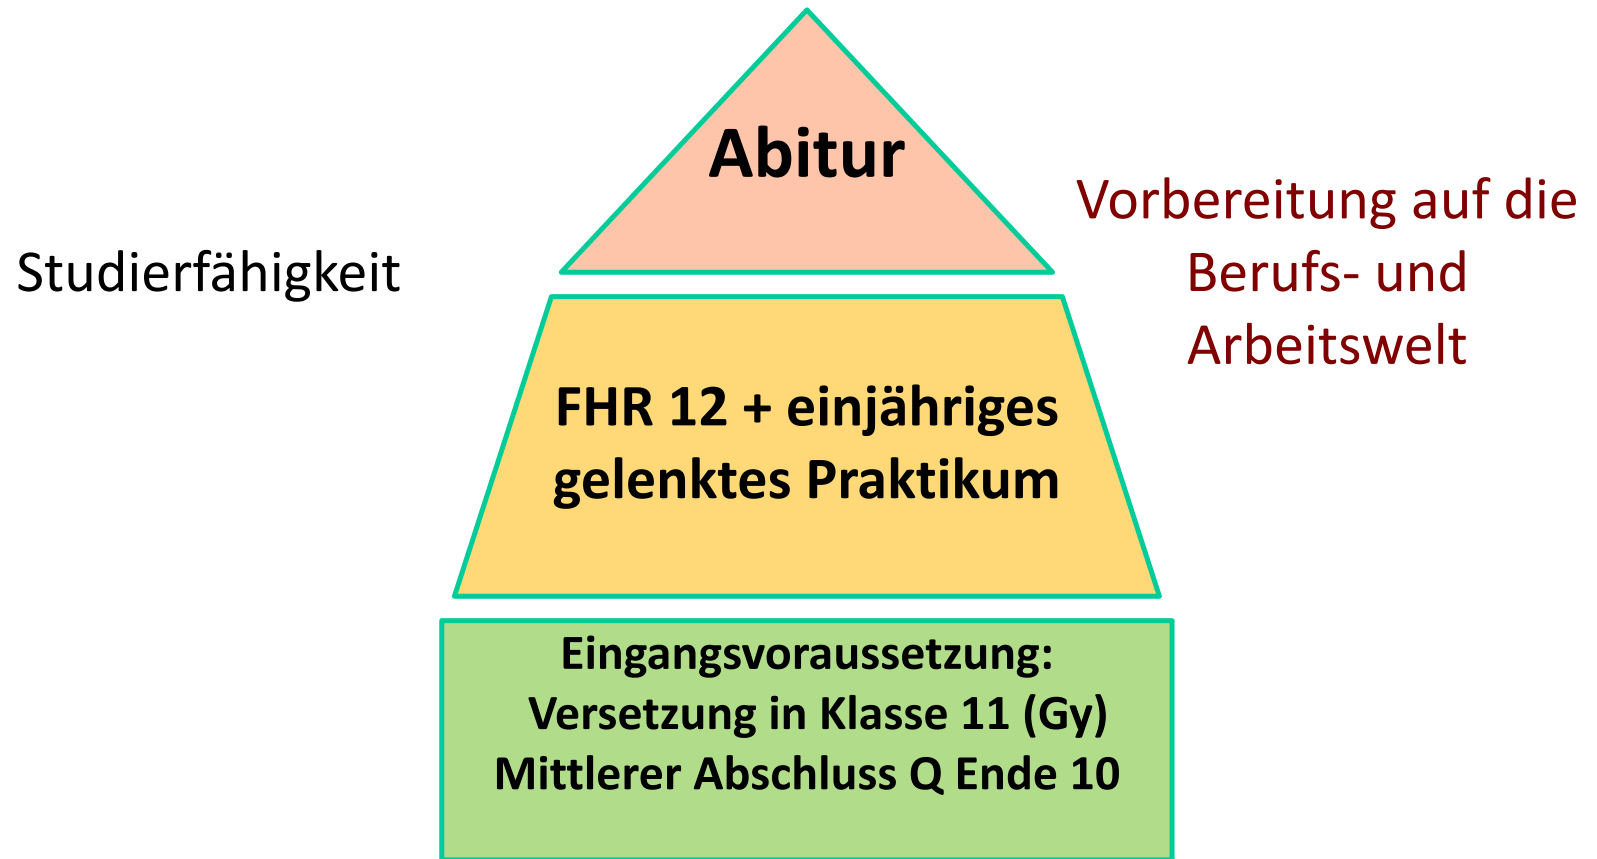 Abitur
Studierfähigkeit
Vorbereitung auf die
Berufs- und
Arbeitswelt
FHR 12 + einjähriges
gelenktes Praktikum
Eingangsvoraussetzung:
Versetzung in Klasse 11 (Gy)
Mittlerer Abschluss Q Ende 10